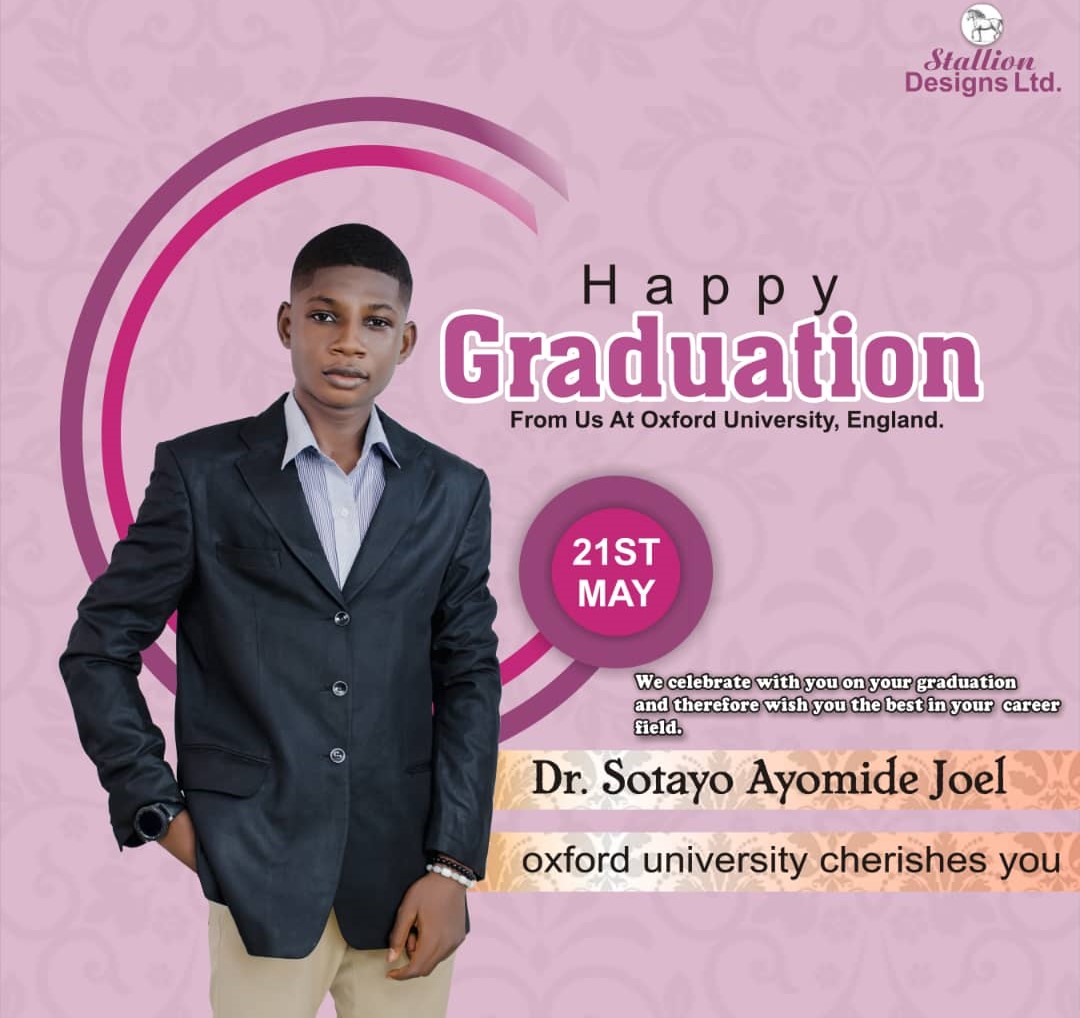 Stallion
Designs Ltd.
Happy
Graduation
From Us At Oxford University, England.
21ST
MAY
We celebrate with you on your graduation
and therefore wish you the best in your career
field.
Dr. Sotayo Ayomide Joel
oxford university cherishes you